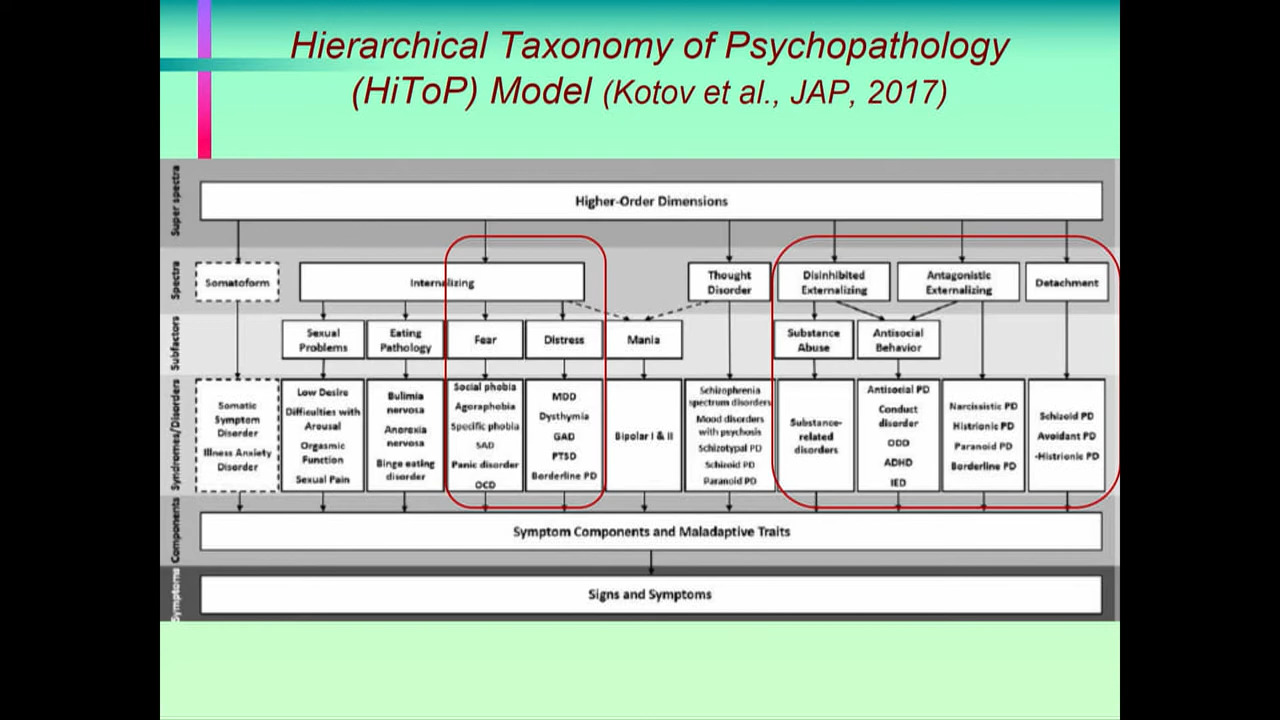 Hierarchical Taxonomy of Psychopathology
(HiToP) Model (Kotov et al., JAP, 2017)
Super spectra
Higher-Order Dimensions
Spectra
Somatoform
Internalizing
Thought
Disorder
Disinhibited
Externalizing
Antagonistic
Externalizing
Detachment
Subfactors
Sexual
Problems
Eating
Pathology
Fear
Distress
Mania
Substance
Abuse
Antisocial
Behavior
Syndromes/Disorders
Somatic
Symptom
Disorder
Illness Anxiety
Disorder
Low Desire
Difficulties with
Arousal
Orgasmic
Function
Sexual Pain
Bulimia
nervosa
Anorexia
nervosa
Binge eating
disorder
Social phobia
Agoraphobia
Specific phobia
SAD
Panic disorder
OCD
MDD
Dysthymia
GAD
PTSD
Borderline PD
Bipolar I & II
Schizophrenia
spectrum disorders
Mood disorders
with psychosis
Schizotypal PD
Schizoid PD
Paranoid PD
Substance-
related
disorders
Antisocial PD
Conduct
disorder
ODD
ADHD
IED
Narcissistic PD
Histrionic PD
Paranoid PD
Borderline PD
Schizoid PD
Avoidant PD
-Histrionic PD
Components
Symptom Components and Maladaptive Traits
Symptoms
Signs and Symptoms